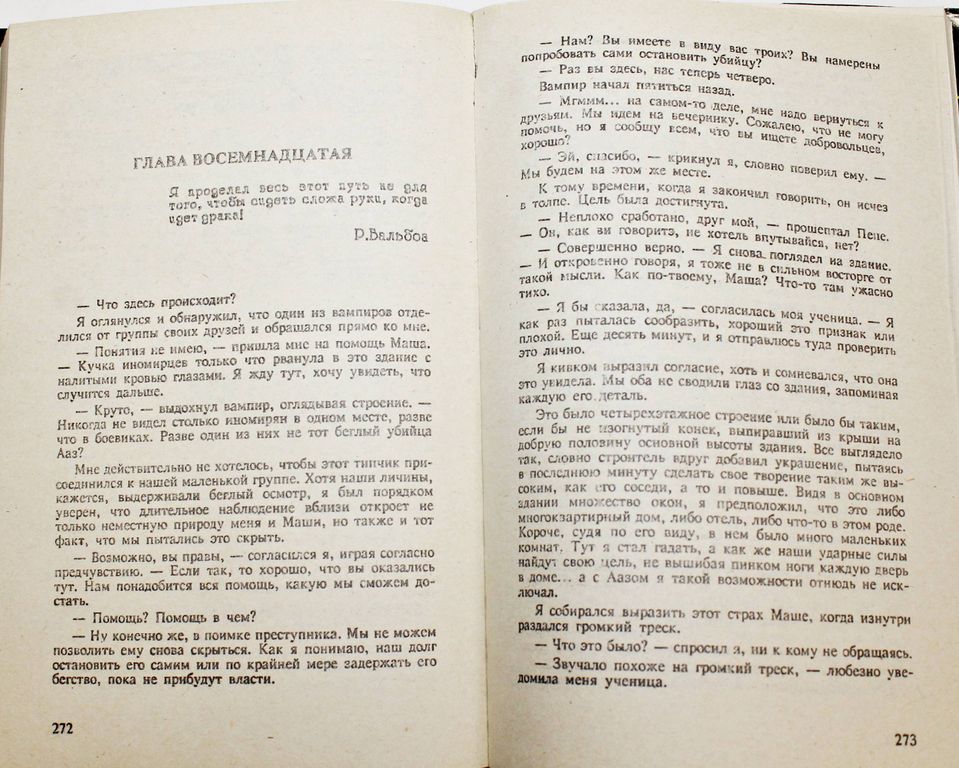 ГЛАВА ВОСЕМНАДЦАТАЯ
Я проделал весь этот путь не для
того, чтобы сидеть сложа руки, когда
идет драка!
Р.Бальбоа
— Что здесь происходит?
Я оглянулся и обнаружил, что один из вампиров отде-
лился от группы своих друзей и обращался прямо ко мне.
— Понятия не имею, — пришла мне на помощь Маша.
— Кучка иномирцев только что рванула в это здание с
налитыми кровью глазами. Я жду тут, хочу увидеть, что
случится дальше.
— Круто, — выдохнул вампир, оглядывая строение. —
Никогда не видел столько иномирян в одном месте, разве
что в боевиках. Разве один из них не тот беглый убийца
Ааз?
Мне действительно не хотелось, чтобы этот типчик при-
соединился к нашей маленькой группе. Хотя наши личины,
кажется, выдерживали беглый осмотр, я был порядком
уверен, что длительное наблюдение вблизи откроет не
только неместную природу меня и Маши, но также и тот
факт, что мы пытались это скрыть.
— Возможно, вы правы, — согласился я, играя согласно
предчувствию. — Если так, то хорошо, что вы оказались
тут. Нам понадобится вся помощь, какую мы сможем до-
стать.
— Помощь? Помощь в чем?
— Ну конечно же, в поимке преступника. Мы не можем
позволить ему снова скрыться. Как я понимаю, наш долг
остановить его самим или по крайней мере задержать его
бегство, пока не прибудут власти.
272
— Нам? Вы имеете в виду вас троих? Вы намерены
попробовать сами остановить убийцу?
— Раз вы здесь, нас теперь четверо.
Вампир начал пятиться назад.
— Мгммм... на самом-то деле, мне надо вернуться к
друзьям. Мы идем на вечеринку. Сожалею, что не могу
помочь, но я сообщу всем, что вы ищете добровольцев,
хорошо?
— Эй, спасибо, — крикнул я, словно поверил ему. —
Мы будем на этом же месте.
К тому времени, когда я закончил говорить, он исчез
в толпе. Цель была достигнута.
— Неплохо сработано, друг мой, — прошептал Пепе.
— Он, как ви говоритэ, не хотель впутывайся, нет?
— Совершенно верно. — Я снова поглядел на здание.
— И откровенно говоря, я тоже не в сильном восторге от
такой мысли. Как по-твоему, Маша? Что-то там ужасно
тихо.
— Я бы сказала, да, — согласилась моя ученица. — Я
как раз пыталась сообразить, хороший это признак или
плохой. Еще десять минут, и я отправлюсь туда проверить
это лично.
Я кивком выразил согласие, хоть и сомневался, что она
это увидела. Мы оба не сводили глаз со здания, запоминая
каждую его деталь.
Это было четырехэтажное строение или было бы таким,
если бы не изогнутый конек, выпиравший из крыши на
добрую половину основной высоты здания. Все выглядело
так, словно строитель вдруг добавил украшение, пытаясь
в последнюю минуту сделать свое творение таким же вы-
соким, как его соседи, а то и повыше. Видя в основном
здании множество окон, я предположил, что это либо
многоквартирный дом, либо отель, либо что-то в этом роде.
Короче, судя по его виду, в нем было много маленьких
комнат. Тут я стал гадать, а как же наши ударные силы
найдут свою цель, не вышибая пинком ноги каждую дверь
в доме... а с Аазом я такой возможности отнюдь не иск-
лючал.
Я собирался выразить этот страх Маше, когда изнутри
раздался громкий треск.
— Что это было? — спросил я, ни к кому не обращаясь.
— Звучало похоже на громкий треск, — любезно уве-
домила меня ученица.
273